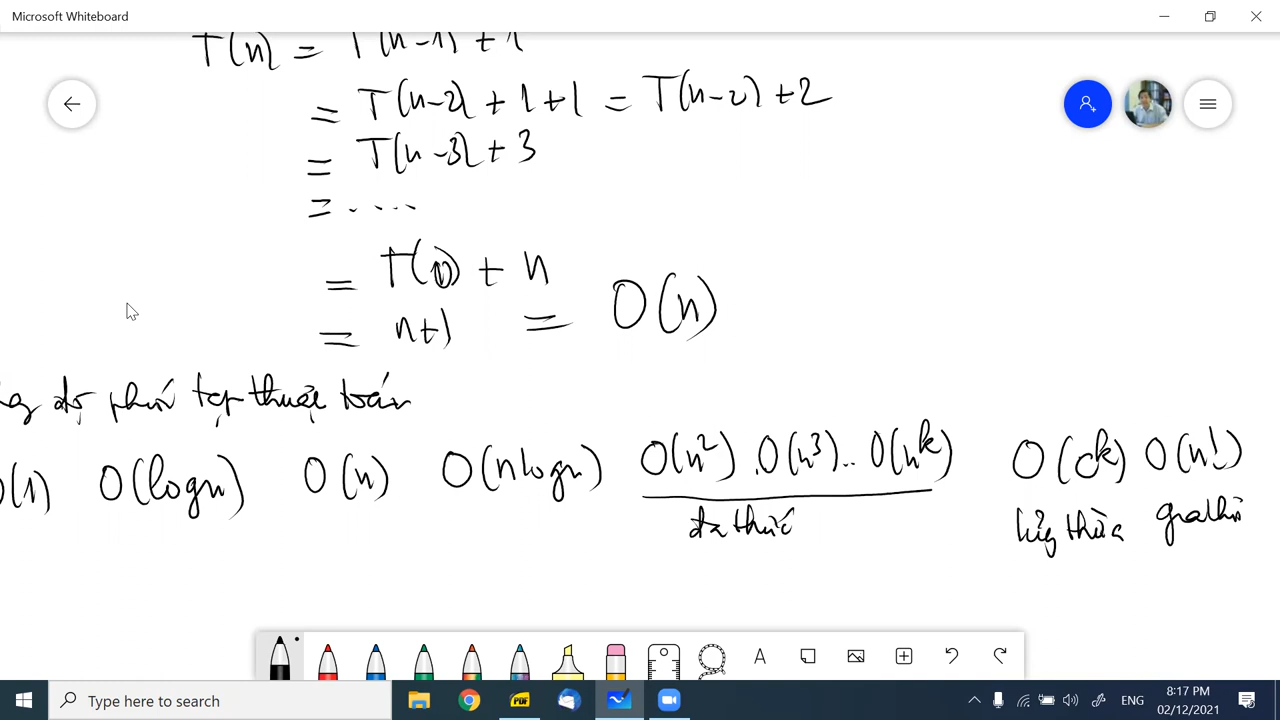 Microsoft Whiteboard
T(n) = T(n-1) + 1
= T(n-2) + 1 + 1 = T(n-2) + 2
= T(n-3) + 3
= ....
= T(0) + n
= n+1 = O(n)
độ phức tạp thuật toán
O(1) O(logn) O(n) O(nlogn) O(n²) O(n³) .. O(n^k) O(c^k) O(n!)
đa thức lũy thừa giai thừa
A
Type here to search
PDF
ENG
8:17 PM
02/12/2021